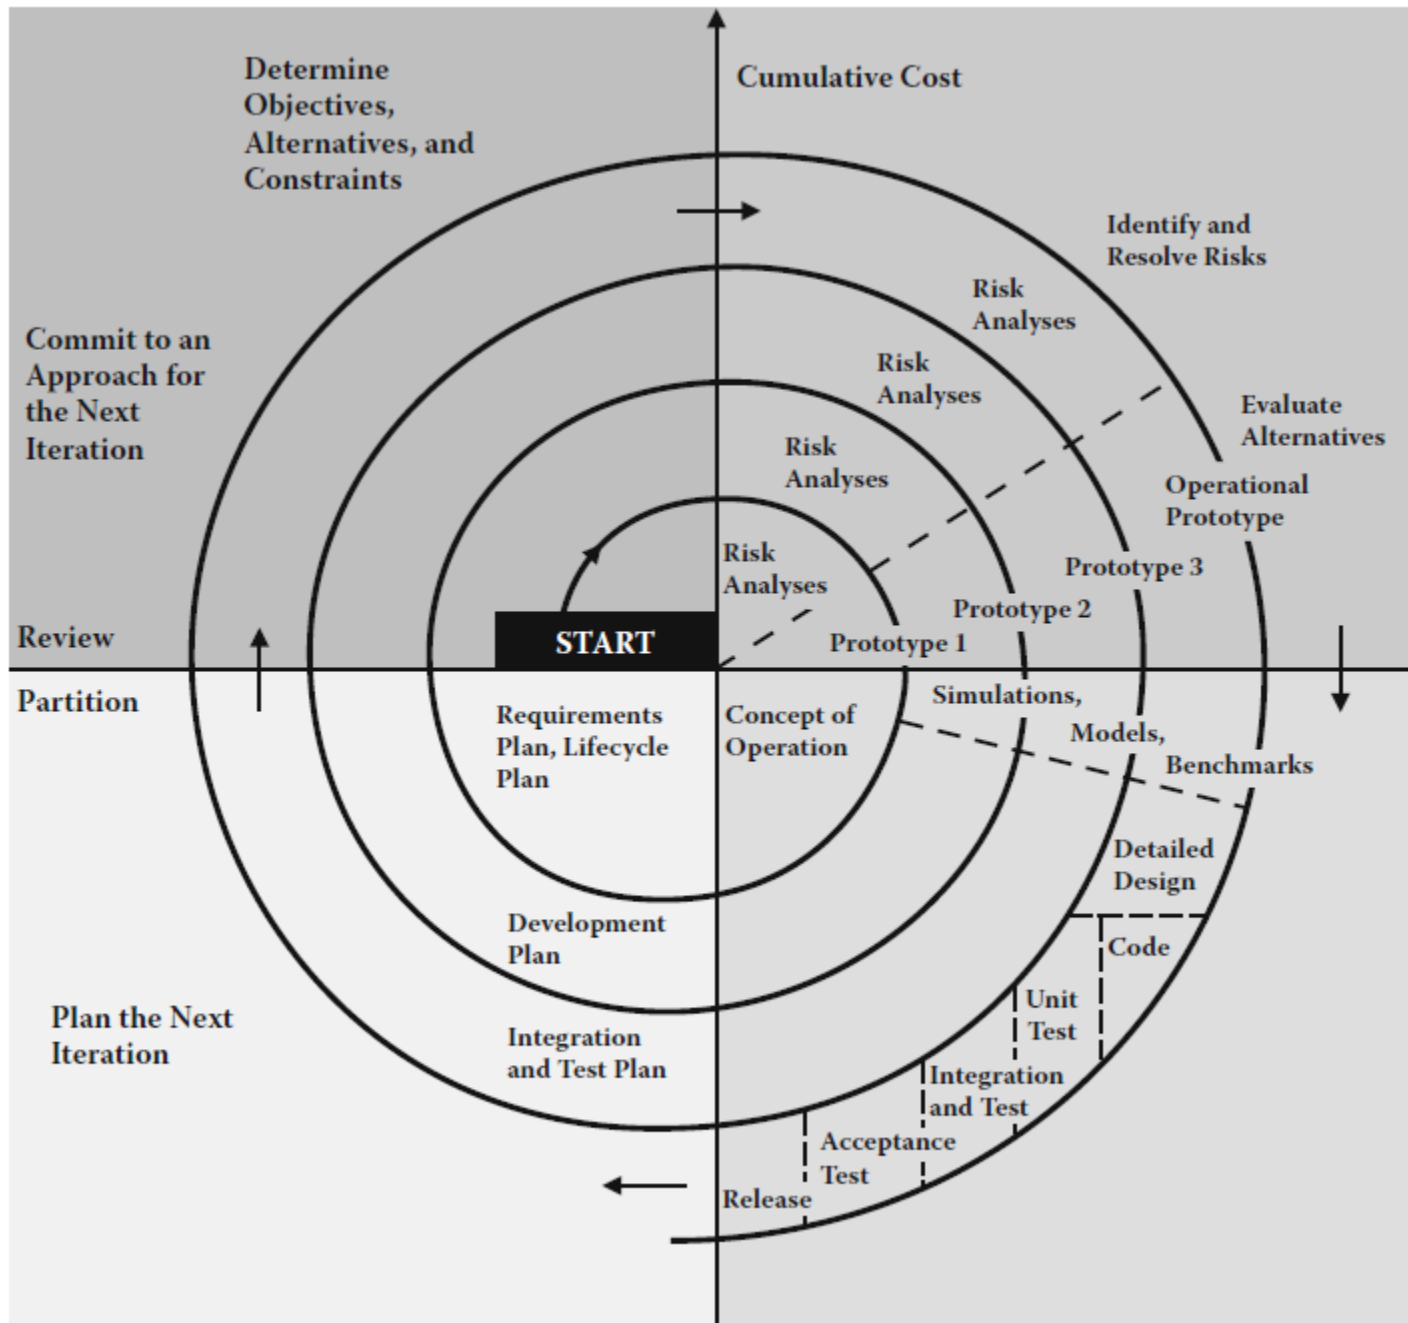 Determine
Objectives,
Alternatives, and
Constraints
Cumulative Cost
Identify and
Resolve Risks
Risk
Analyses
Commit to an
Approach for
the Next
Iteration
Risk
Analyses
Evaluate
Alternatives
Risk
Analyses
Operational
Prototype
Risk
Analyses
Prototype 3
Prototype 2
Prototype 1
START
Review
Partition
Requirements
Plan, Lifecycle
Plan
Concept of
Operation
Simulations,
Models,
Benchmarks
Detailed
Design
Development
Plan
Code
Unit
Test
Plan the Next
Iteration
Integration
and Test Plan
Integration
and Test
Acceptance
Test
Release